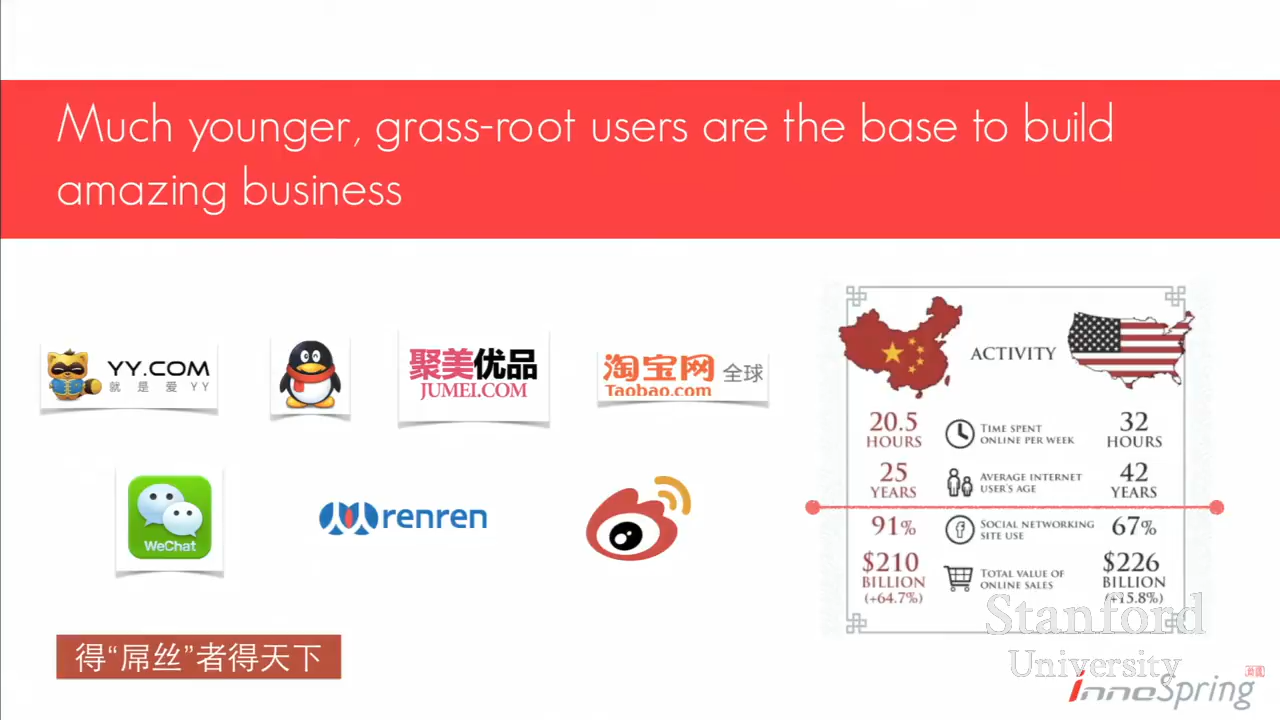 Much younger, grass-root users are the base to build
amazing business
YY.COM
就是爱YY
聚美优品
JUMEI.COM
淘宝网 全球
Taobao.com
WeChat
renren
得“屌丝”者得天下
ACTIVITY
20.5
HOURS
TIME SPENT
ONLINE PER WEEK
32
HOURS
25
YEARS
AVERAGE INTERNET
USER'S AGE
42
YEARS
91%
SOCIAL NETWORKING
SITE USE
67%
$210
BILLION
(+64.7%)
TOTAL VALUE OF
ONLINE SALES
$226
BILLION
(+15.8%)
Stanford
University
InnoSpring